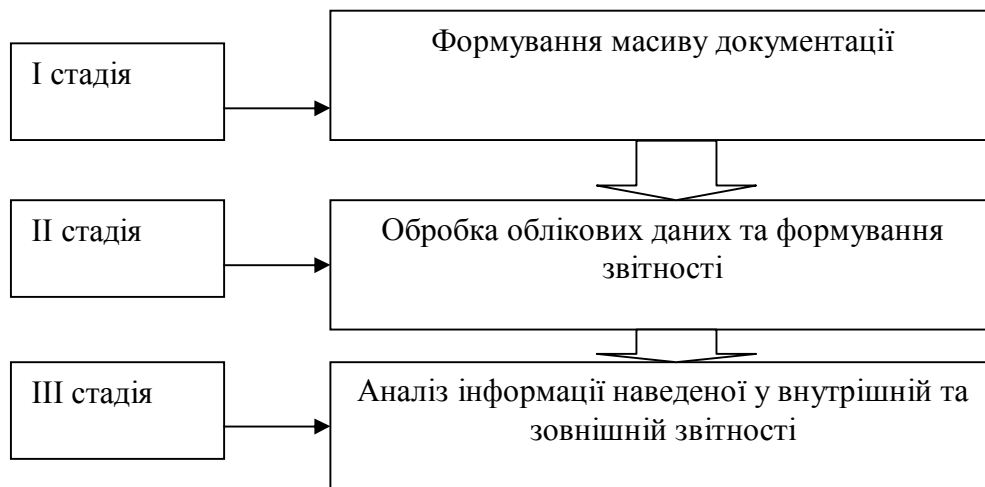 І стадія
Формування масиву документації
ІІ стадія
Обробка облікових даних та формування
звітності
ІІІ стадія
Аналіз інформації наведеної у внутрішній та
зовнішній звітності